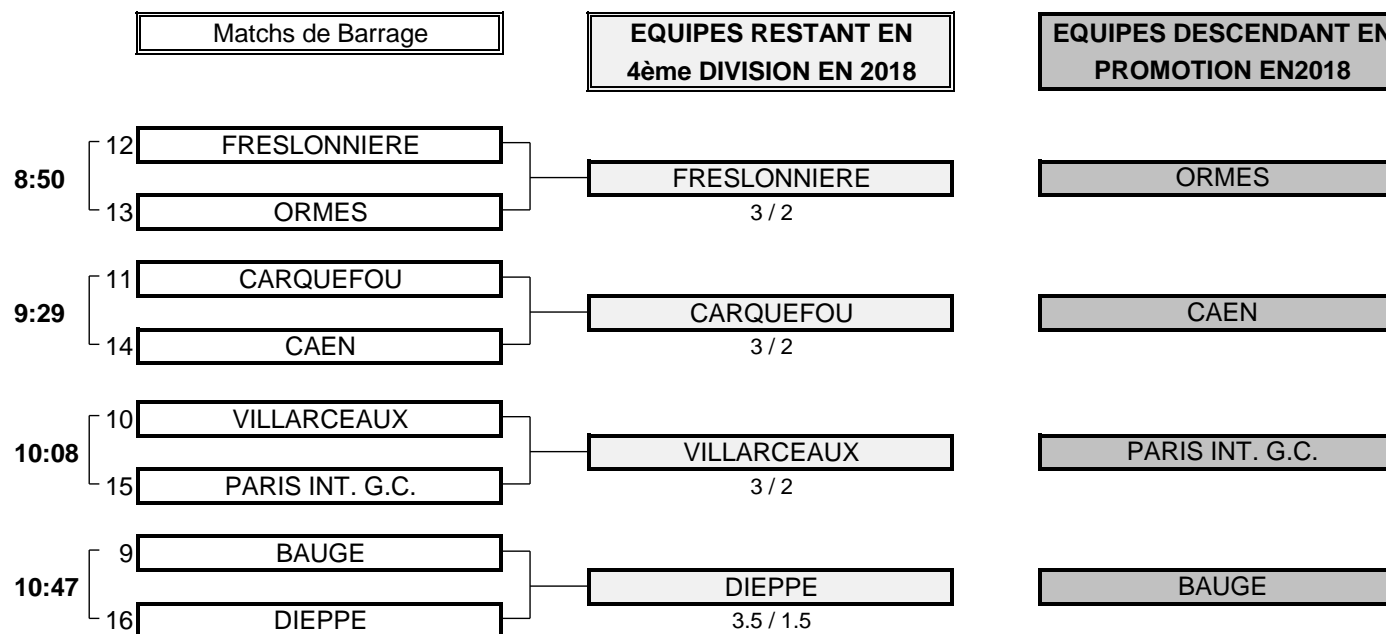 Matchs de Barrage
EQUIPES RESTANT EN
4ème DIVISION EN 2018
EQUIPES DESCENDANT EN
PROMOTION EN2018
8:50
12 FRESLONNIERE
13 ORMES
FRESLONNIERE
3 / 2
ORMES
9:29
11 CARQUEFOU
14 CAEN
CARQUEFOU
3 / 2
CAEN
10:08
10 VILLARCEAUX
15 PARIS INT. G.C.
VILLARCEAUX
3 / 2
PARIS INT. G.C.
10:47
9 BAUGE
16 DIEPPE
DIEPPE
3.5 / 1.5
BAUGE